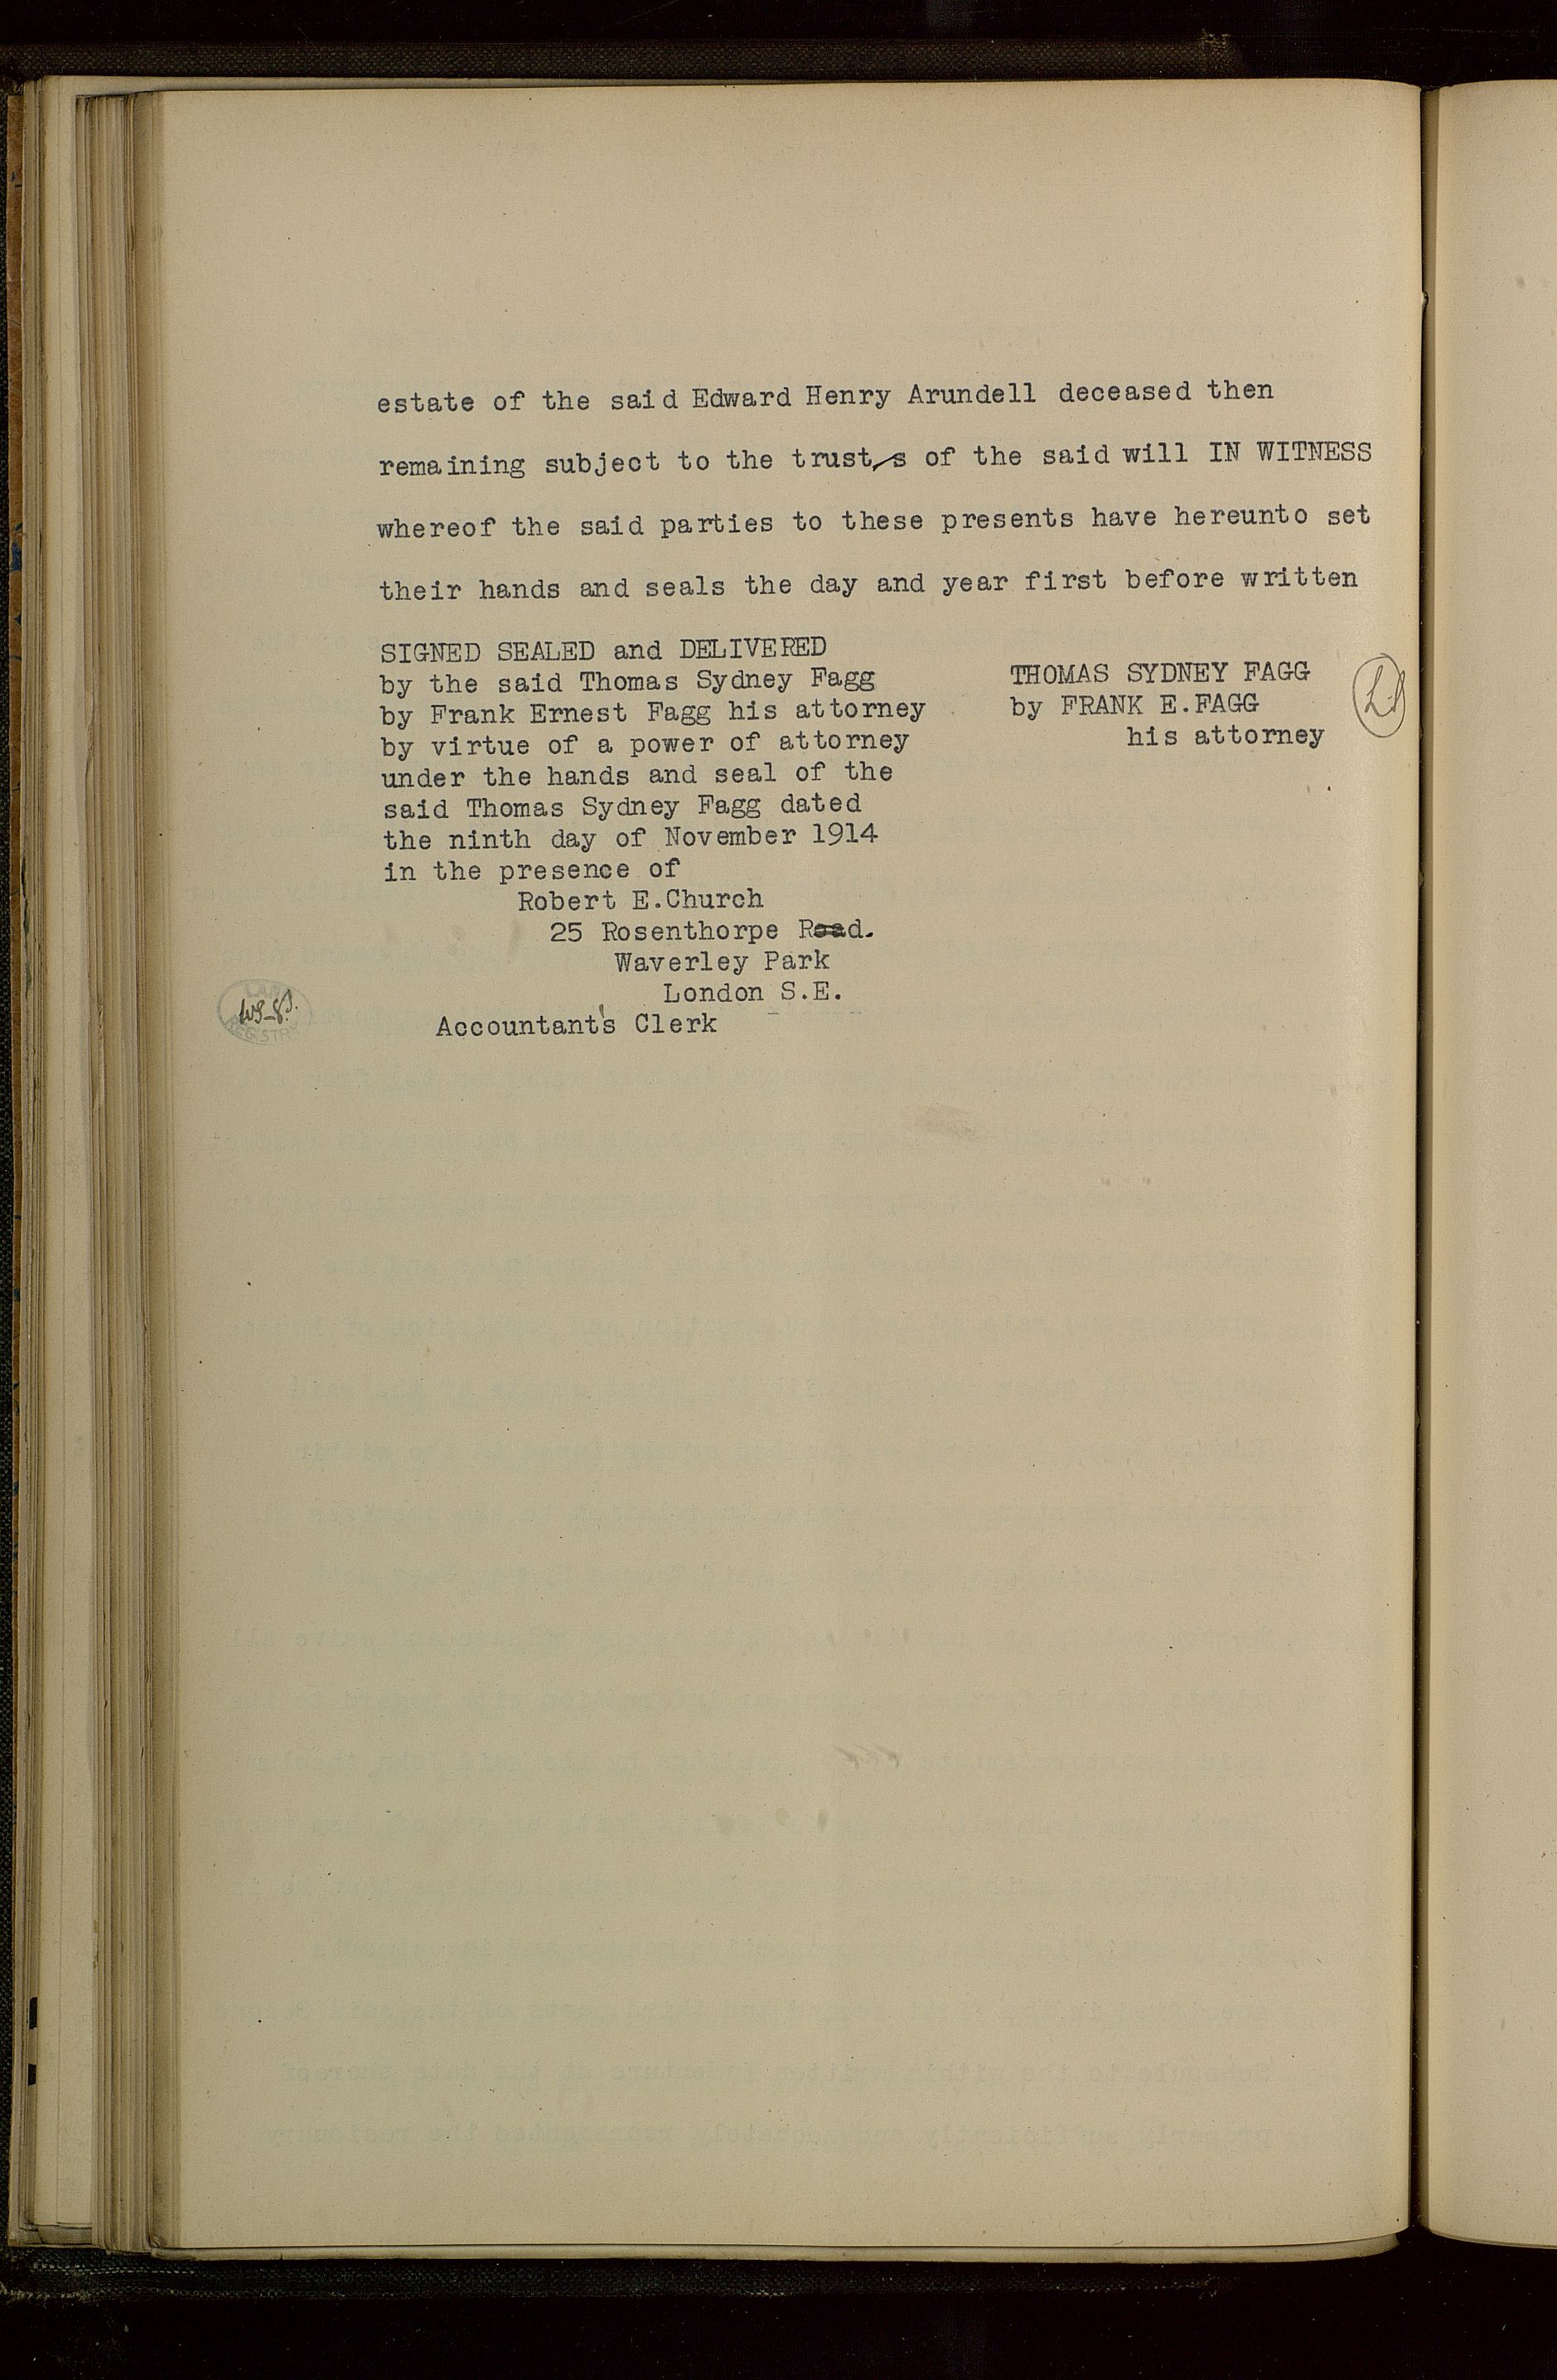 estate of the said Edward Henry Arundell deceased then
remaining subject to the trusts of the said will IN WITNESS
whereof the said parties to these presents have hereunto set
their hands and seals the day and year first before written
SIGNED SEALED and DELIVERED
by the said Thomas Sydney Fagg
by Frank Ernest Fagg his attorney
by virtue of a power of attorney
under the hands and seal of the
said Thomas Sydney Fagg dated
the ninth day of November 1914
in the presence of
Robert E.Church
25 Rosenthorpe Road.
Waverley Park
London S.E.
Accountant's Clerk
THOMAS SYDNEY FAGG
by FRANK E.FAGG
his attorney
LS
LAND
REGISTRY